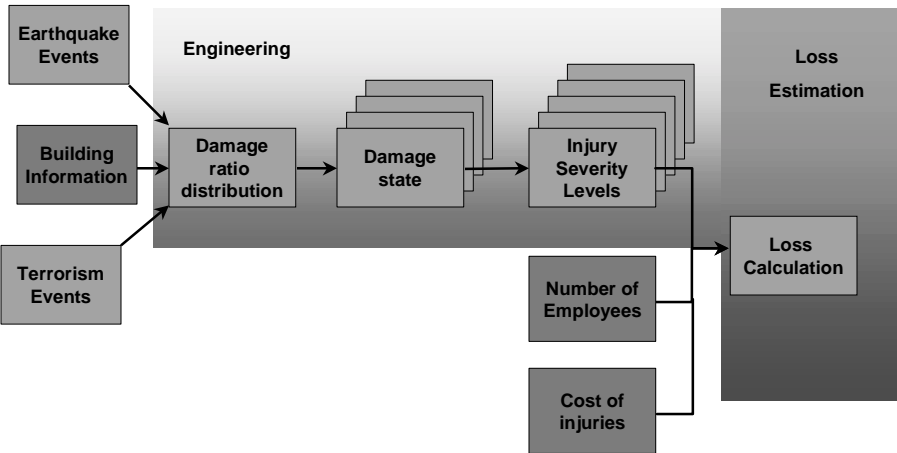 Earthquake
Events
Engineering
Loss
Estimation
Building
Information
Damage
ratio
distribution
Damage
state
Injury
Severity
Levels
Terrorism
Events
Loss
Calculation
Number of
Employees
Cost of
injuries